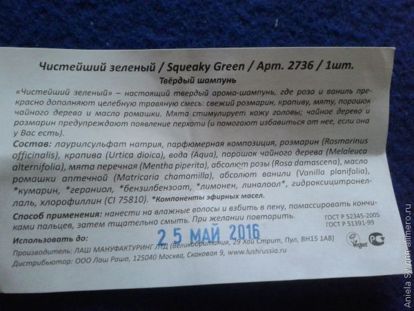 Чистейший зеленый / Squeaky Green / Арт. 2736 / 1шт.
Твёрдый шампунь
«Чистейший зеленый» – настоящий твердый арома-шампунь, где роза и ваниль пре-
красно дополняют целебную травяную смесь: свежий розмарин, крапиву, мяту, порошок
чайного дерева и масло ромашки. Мята стимулирует кожу головы; чайное дерево и
розмарин предупреждают появление перхоти (и помогают избавиться от нее, если она
у Вас есть).
Состав: лаурилсульфат натрия, парфюмерная композиция, розмарин (Rosmarinus
officinalis), крапива (Urtica dioica), вода (Aqua), порошок чайного дерева (Melaleuca
alternifolia), мята перечная (Mentha piperita), абсолют розы (Rosa damascena), масло
ромашки аптечной (Matricaria chamomilla), абсолют ванили (Vanilla planifolia),
*кумарин, *гераниол, *бензилбензоат, *лимонен, линалоол*, гидроксицитронел-
лаль, хлорофиллин (CI 75810). *Компоненты эфирных масел.
Способ применения: нанести на влажные волосы и взбить в пену, помассировать кончи-
ками пальцев, затем тщательно смыть. При желании повторить.
ГОСТ Р 52345-2005
ГОСТ Р 51391-99
Использовать до:
25 МАЙ 2016
Производитель: ЛАШ МАНУФАКТУРИНГ ЛТД (Великобритания, 29 Хай Стрит, Пул, BH15 1AB)
Дистрибьютор: ООО Лаш Раша, 125040 Москва, Скаковая 9, www.lushrussia.ru
Vegan